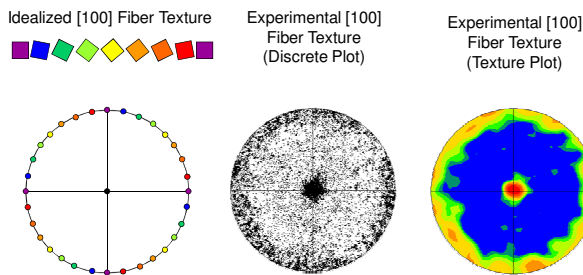 Idealized [100] Fiber Texture
Experimental [100]
Fiber Texture
(Discrete Plot)
Experimental [100]
Fiber Texture
(Texture Plot)